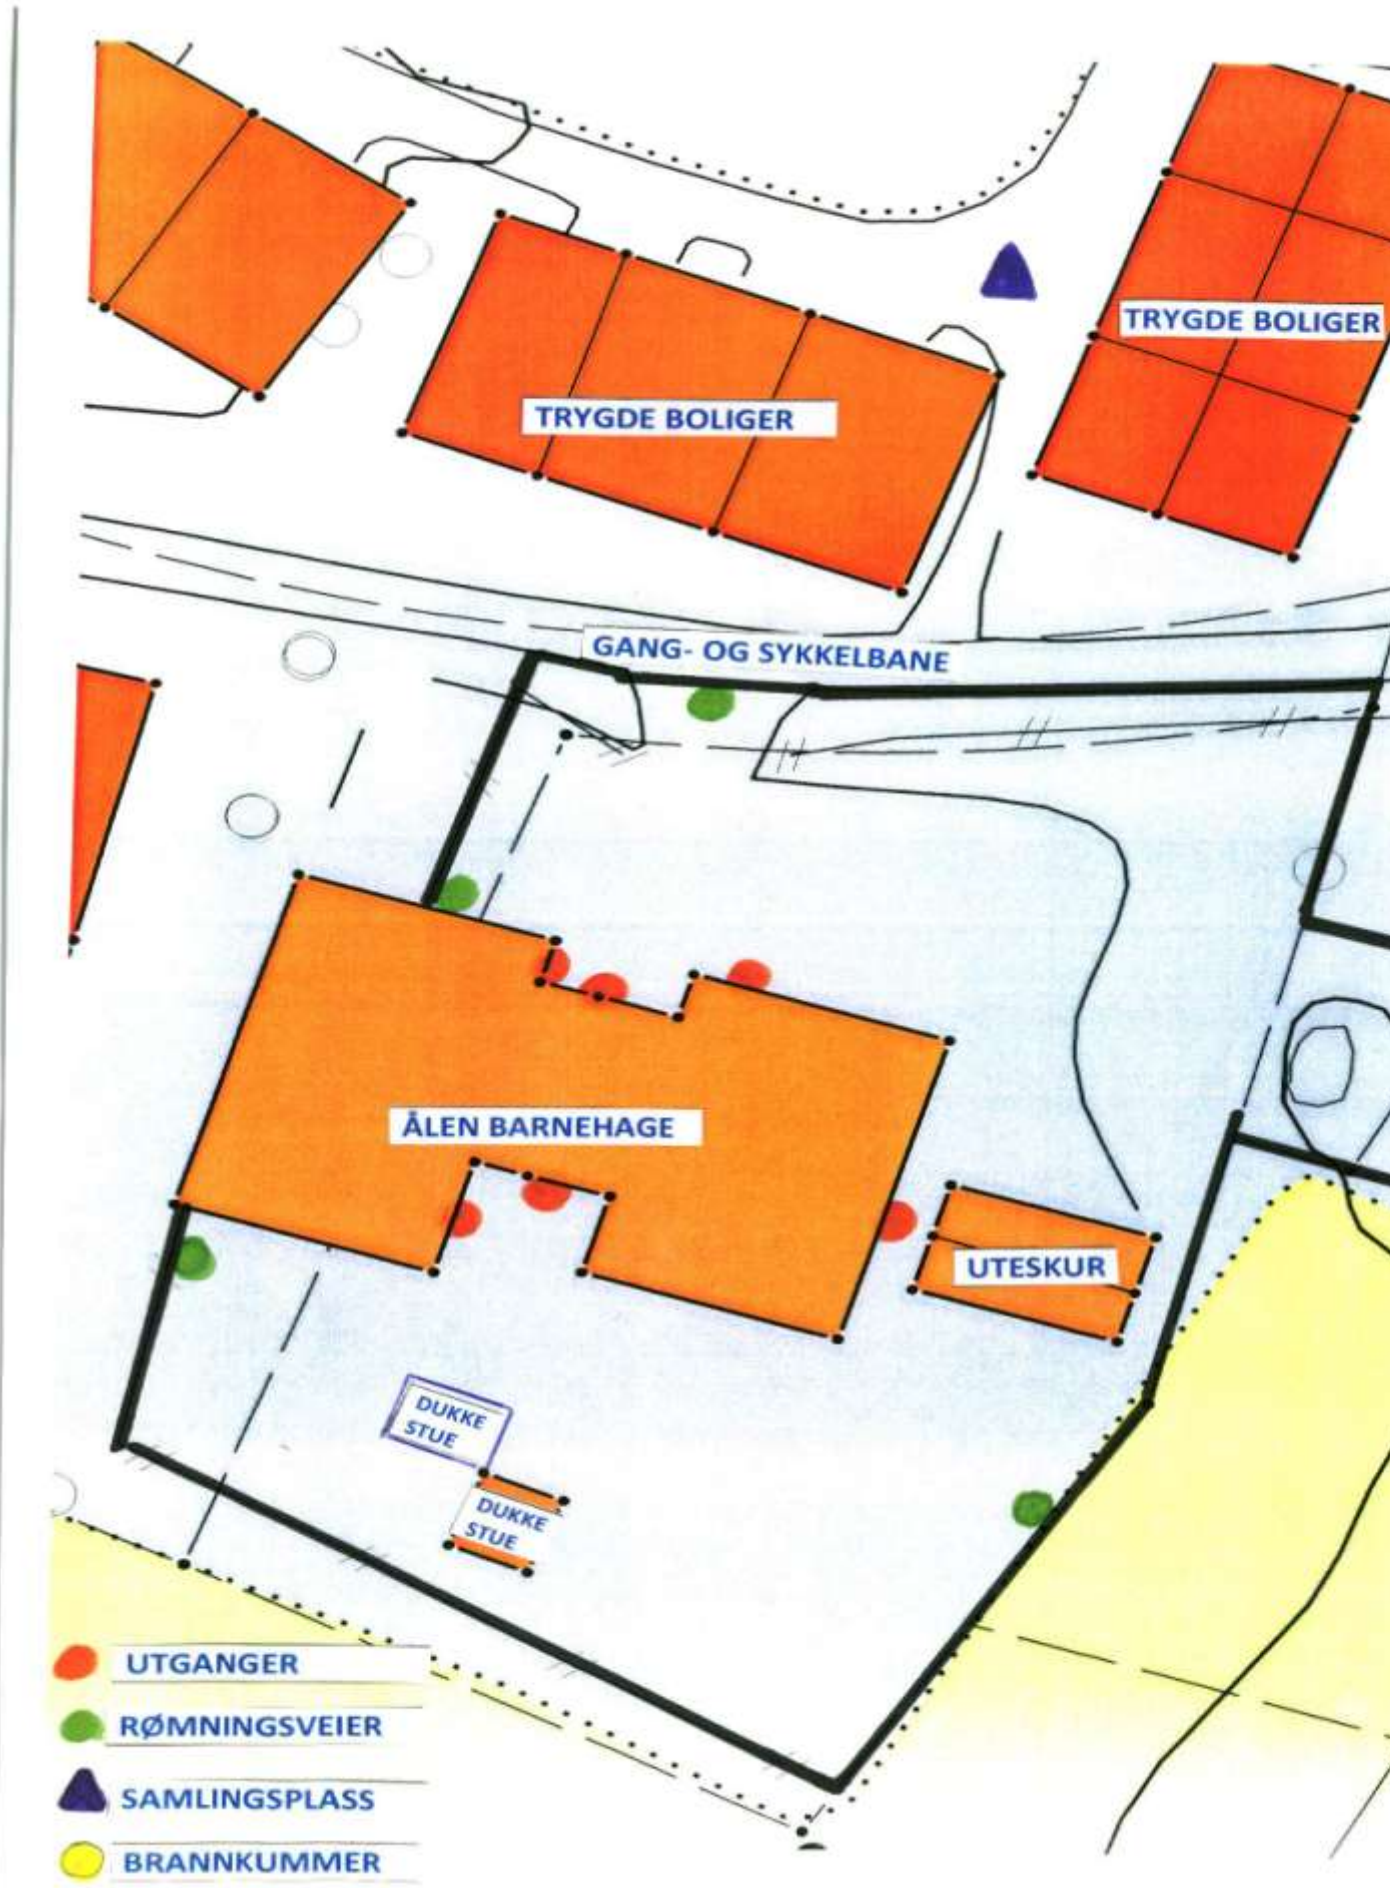 TRYGDE BOLIGER
TRYGDE BOLIGER
GANG- OG SYKKELBANE
ÅLEN BARNEHAGE
UTESKUR
DUKKE
STUE
DUKKE
STUE
UTGANGER
RØMNINGSVEIER
SAMLINGSPLASS
BRANNKUMMER